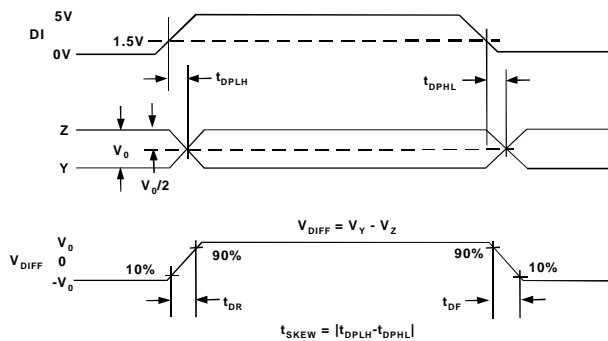 5V
DI
1.5V
0V
tDPLH
tDPHL
Z
V0
Y
V0/2
VDIFF = VY - VZ
V0
VDIFF
0
-V0
10%
90%
90%
10%
tDR
tDF
tSKEW = |tDPLH-tDPHL|